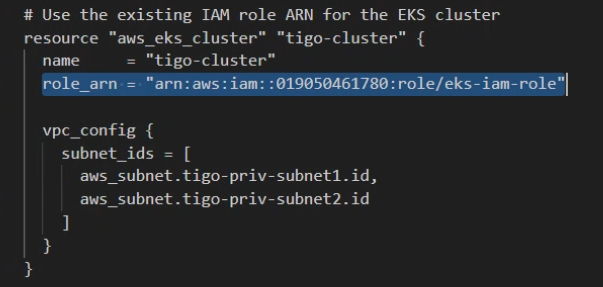 # Use the existing IAM role ARN for the EKS cluster
resource "aws_eks_cluster" "tigo-cluster" {
  name     = "tigo-cluster"
  role_arn = "arn:aws:iam::019050461780:role/eks-iam-role"

  vpc_config {
    subnet_ids = [
      aws_subnet.tigo-priv-subnet1.id,
      aws_subnet.tigo-priv-subnet2.id
    ]
  }
}